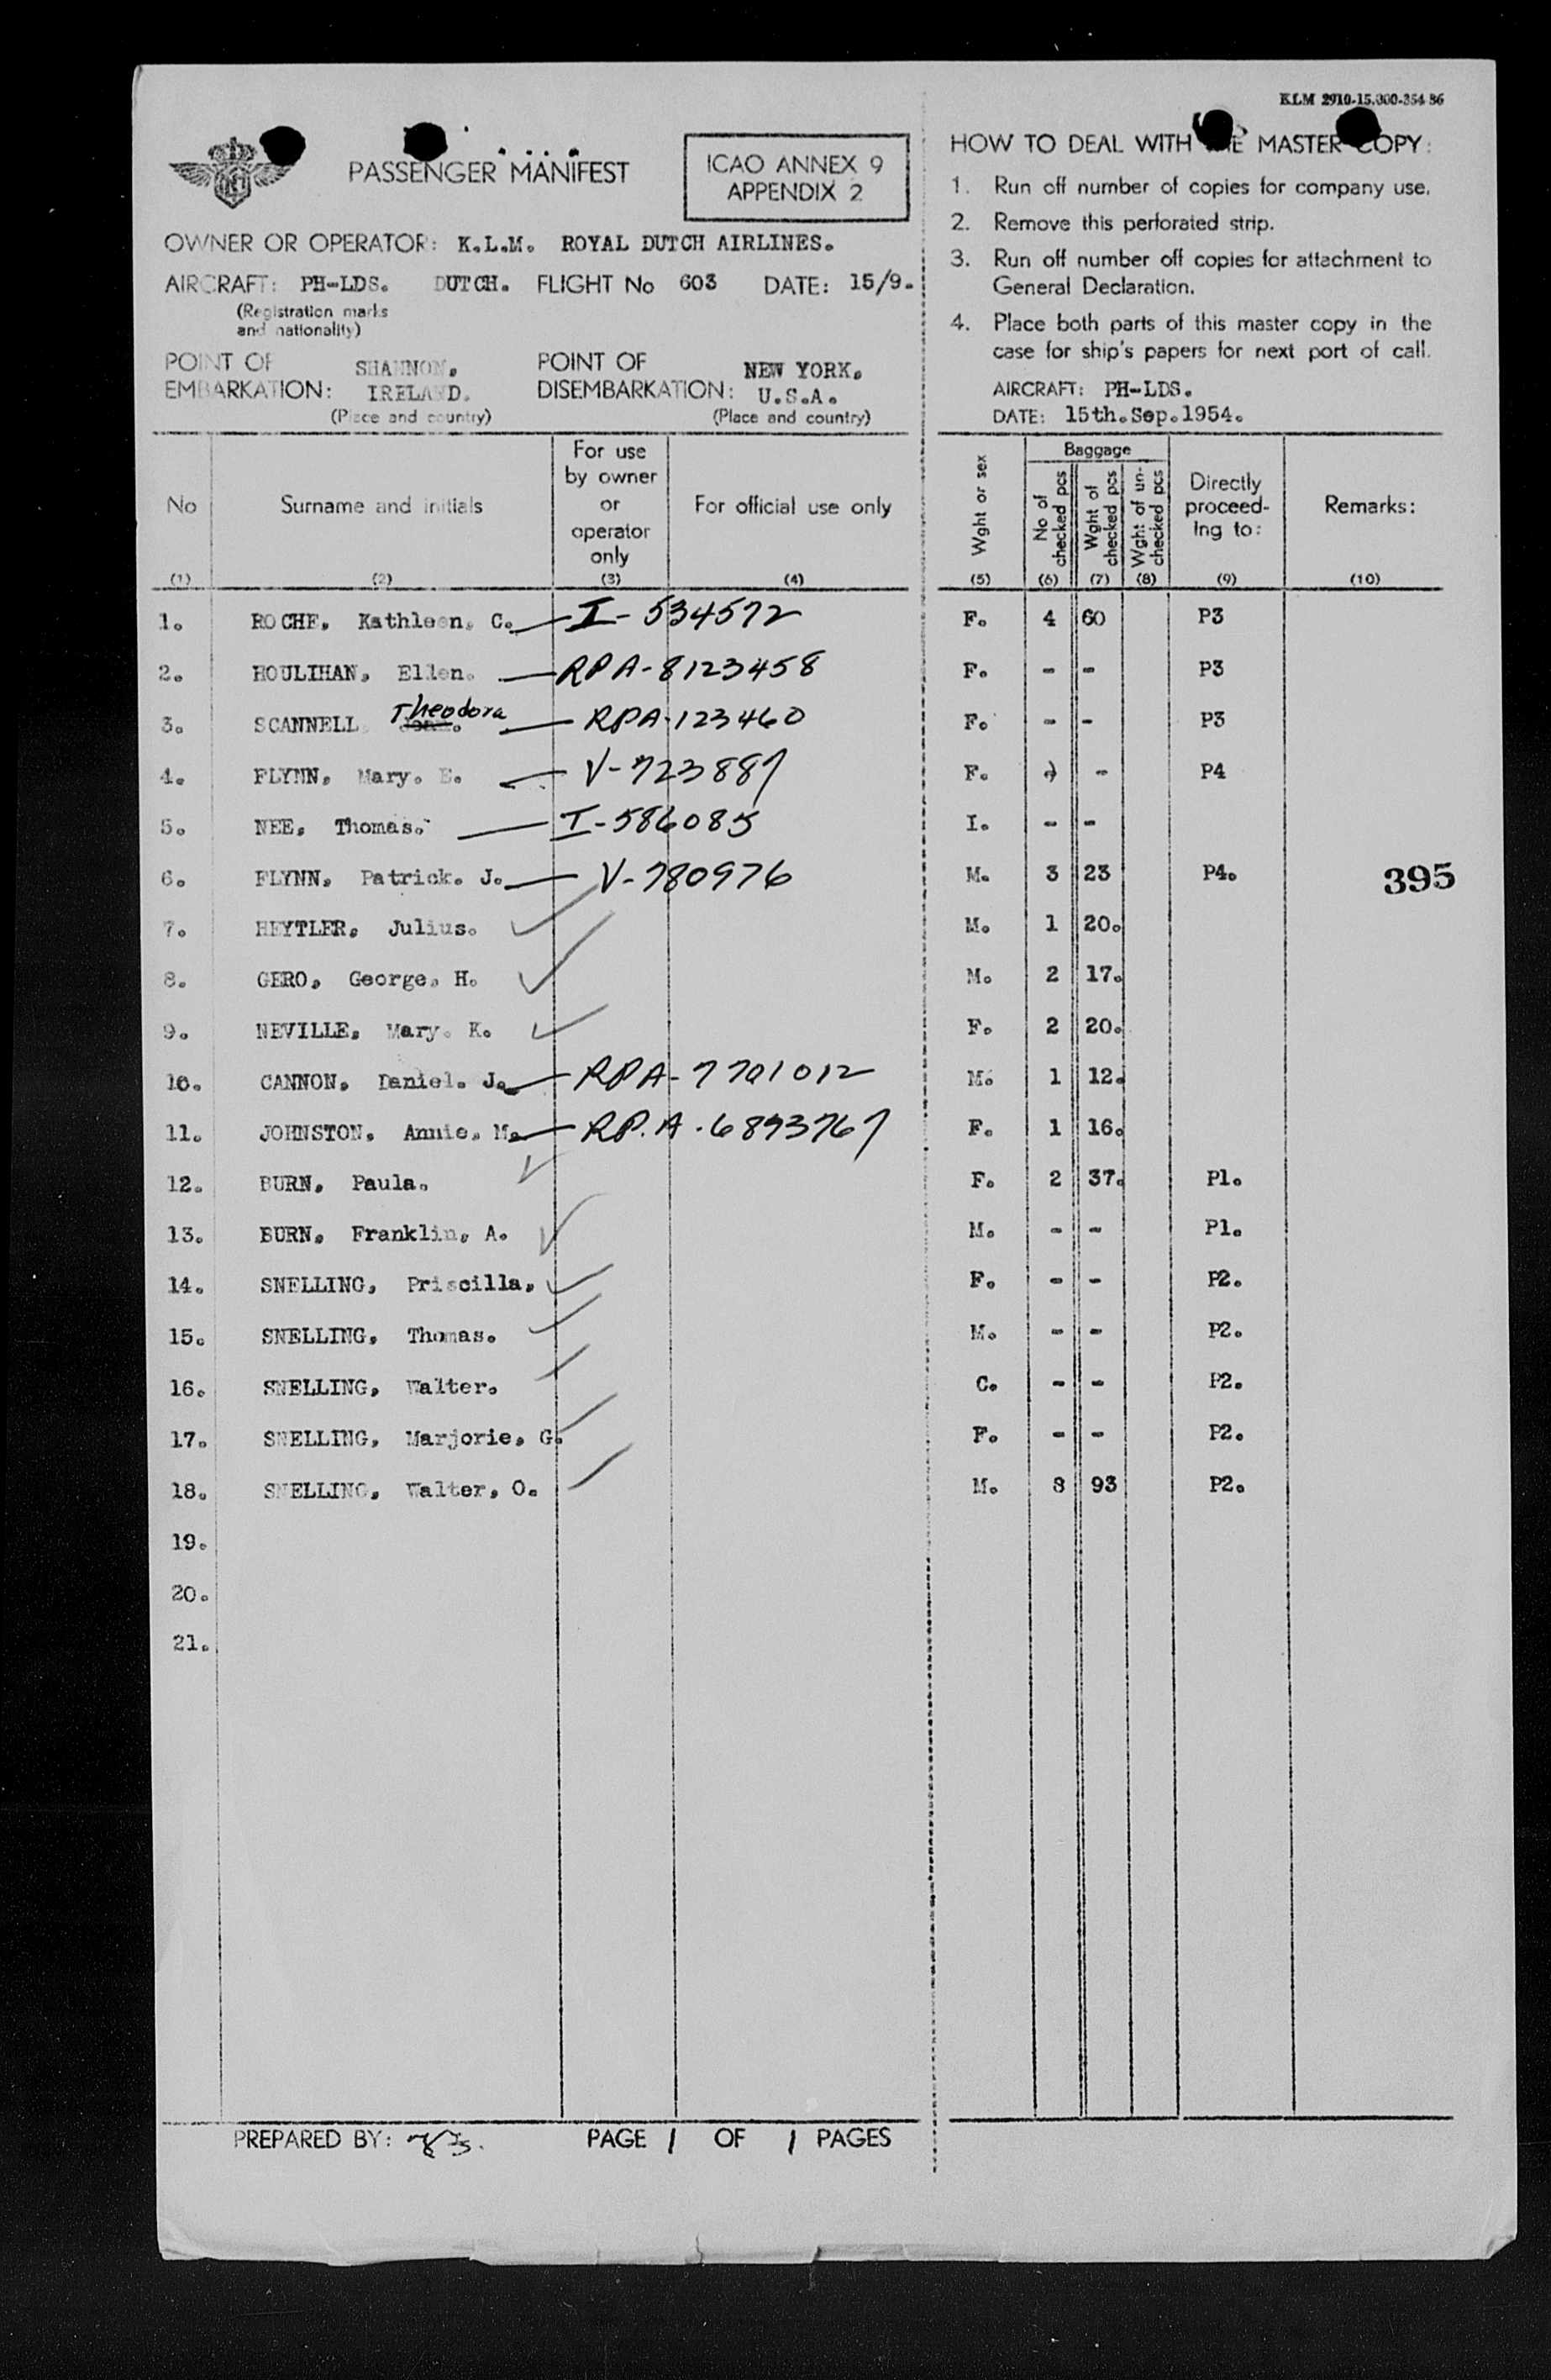 KLM 2910-15.000-354-86
PASSENGER MANIFEST
ICAO ANNEX 9
APPENDIX 2
OWNER OR OPERATOR: K.L.M. ROYAL DUTCH AIRLINES.
AIRCRAFT: PH-LDS. DUTCH. FLIGHT No 603 DATE: 15/9.
(Registration marks
and nationality)
POINT OF EMBARKATION: SHANNON, IRELAND.
(Place and country)
POINT OF DISEMBARKATION: NEW YORK, U.S.A.
(Place and country)
HOW TO DEAL WITH MASTER COPY:
1. Run off number of copies for company use.
2. Remove this perforated strip.
3. Run off number off copies for attachment to
General Declaration.
4. Place both parts of this master copy in the
case for ship's papers for next port of call.
AIRCRAFT: PH-LDS.
DATE: 15th.Sep.1954.
No (1)
Surname and initials (2)
For use by owner or operator only (3)
For official use only (4)
Wght or sex (5)
Baggage
No of checked pcs (6)
Wght of checked pcs (7)
Wght of un-checked pcs (8)
Directly proceed-ing to: (9)
Remarks: (10)
1. ROCHE, Kathleen, C. I-534572 F. 4 60 P3
2. HOULIHAN, Ellen. RPA-8123458 F. - - P3
3. SCANNELL, Theodora RPA-123460 F. - - P3
4. FLYNN, Mary. E. V-723887 F. - P4
5. NEE, Thomas. I-586085 I. - -
6. FLYNN, Patrick. J. V-780976 M. 3 23 P4. 395
7. HEYTLER, Julius. M. 1 20.
8. GERO, George, H. M. 2 17.
9. NEVILLE, Mary. K. F. 2 20.
10. CANNON, Daniel. J. RPA-7701012 M. 1 12.
11. JOHNSTON, Annie, M. RP.A-6893767 F. 1 16.
12. BURN, Paula. F. 2 37. P1.
13. BURN, Franklin, A. M. - - P1.
14. SNELLING, Priscilla, F. - - P2.
15. SNELLING, Thomas. M. - - P2.
16. SNELLING, Walter. C. - - P2.
17. SNELLING, Marjorie, G. F. - - P2.
18. SNELLING, Walter, O. M. 8 93 P2.
19.
20.
21.
PREPARED BY:
PAGE 1 OF 1 PAGES